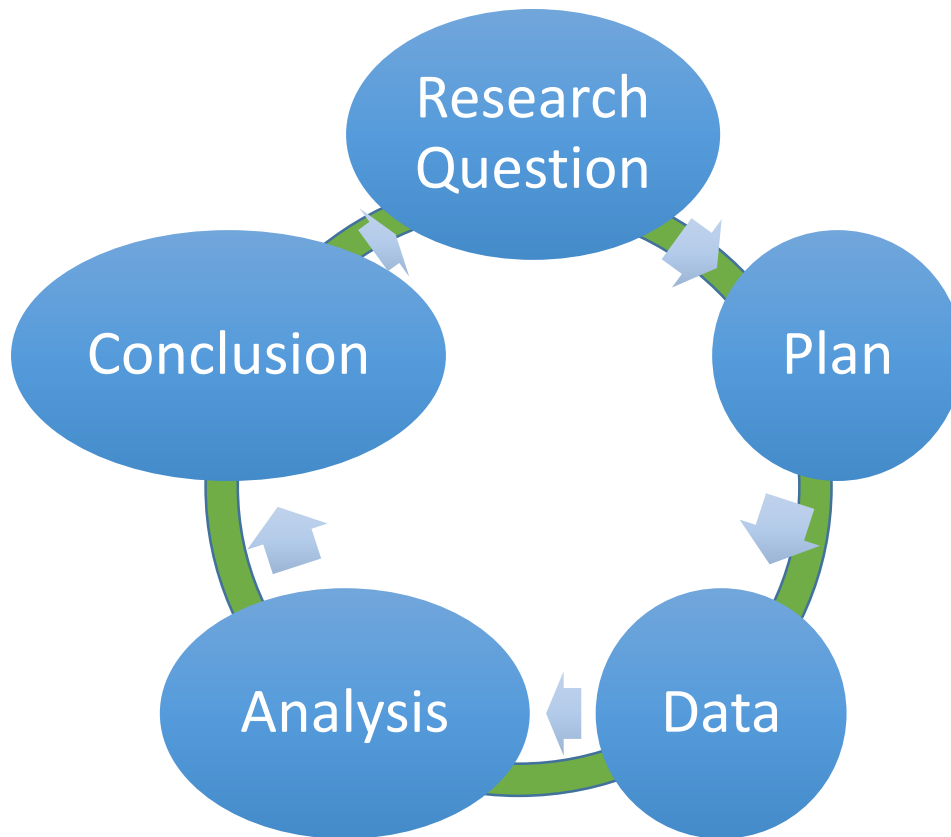 Research
Question
Plan
Data
Analysis
Conclusion